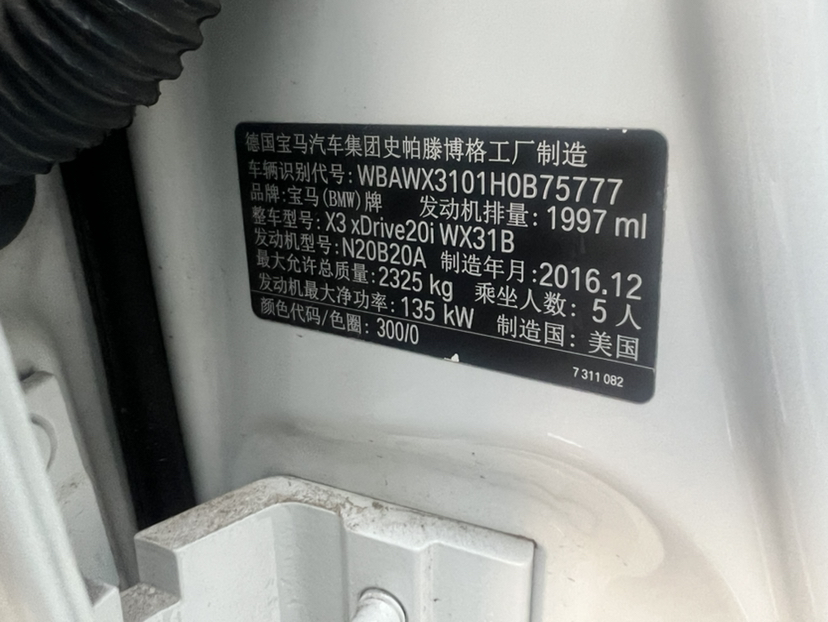 德国宝马汽车集团史帕滕博格工厂制造
车辆识别代号: WBAWX3101H0B75777
品牌: 宝马(BMW)牌 发动机排量: 1997 ml
整车型号: X3 xDrive20i WX31B
发动机型号: N20B20A 制造年月: 2016.12
最大允许总质量: 2325 kg 乘坐人数: 5 人
发动机最大净功率: 135 kW 制造国: 美国
颜色代码/色圈: 300/0
7 311 082